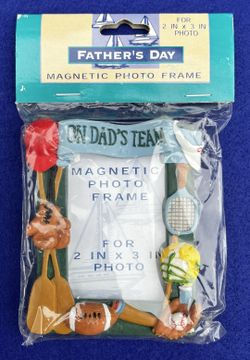 FOR
2 IN x 3 IN
PHOTO
FATHER'S DAY
MAGNETIC PHOTO FRAME
ON DAD'S TEAM
MAGNETIC
PHOTO
FRAME
FOR
2 IN x 3 IN
PHOTO